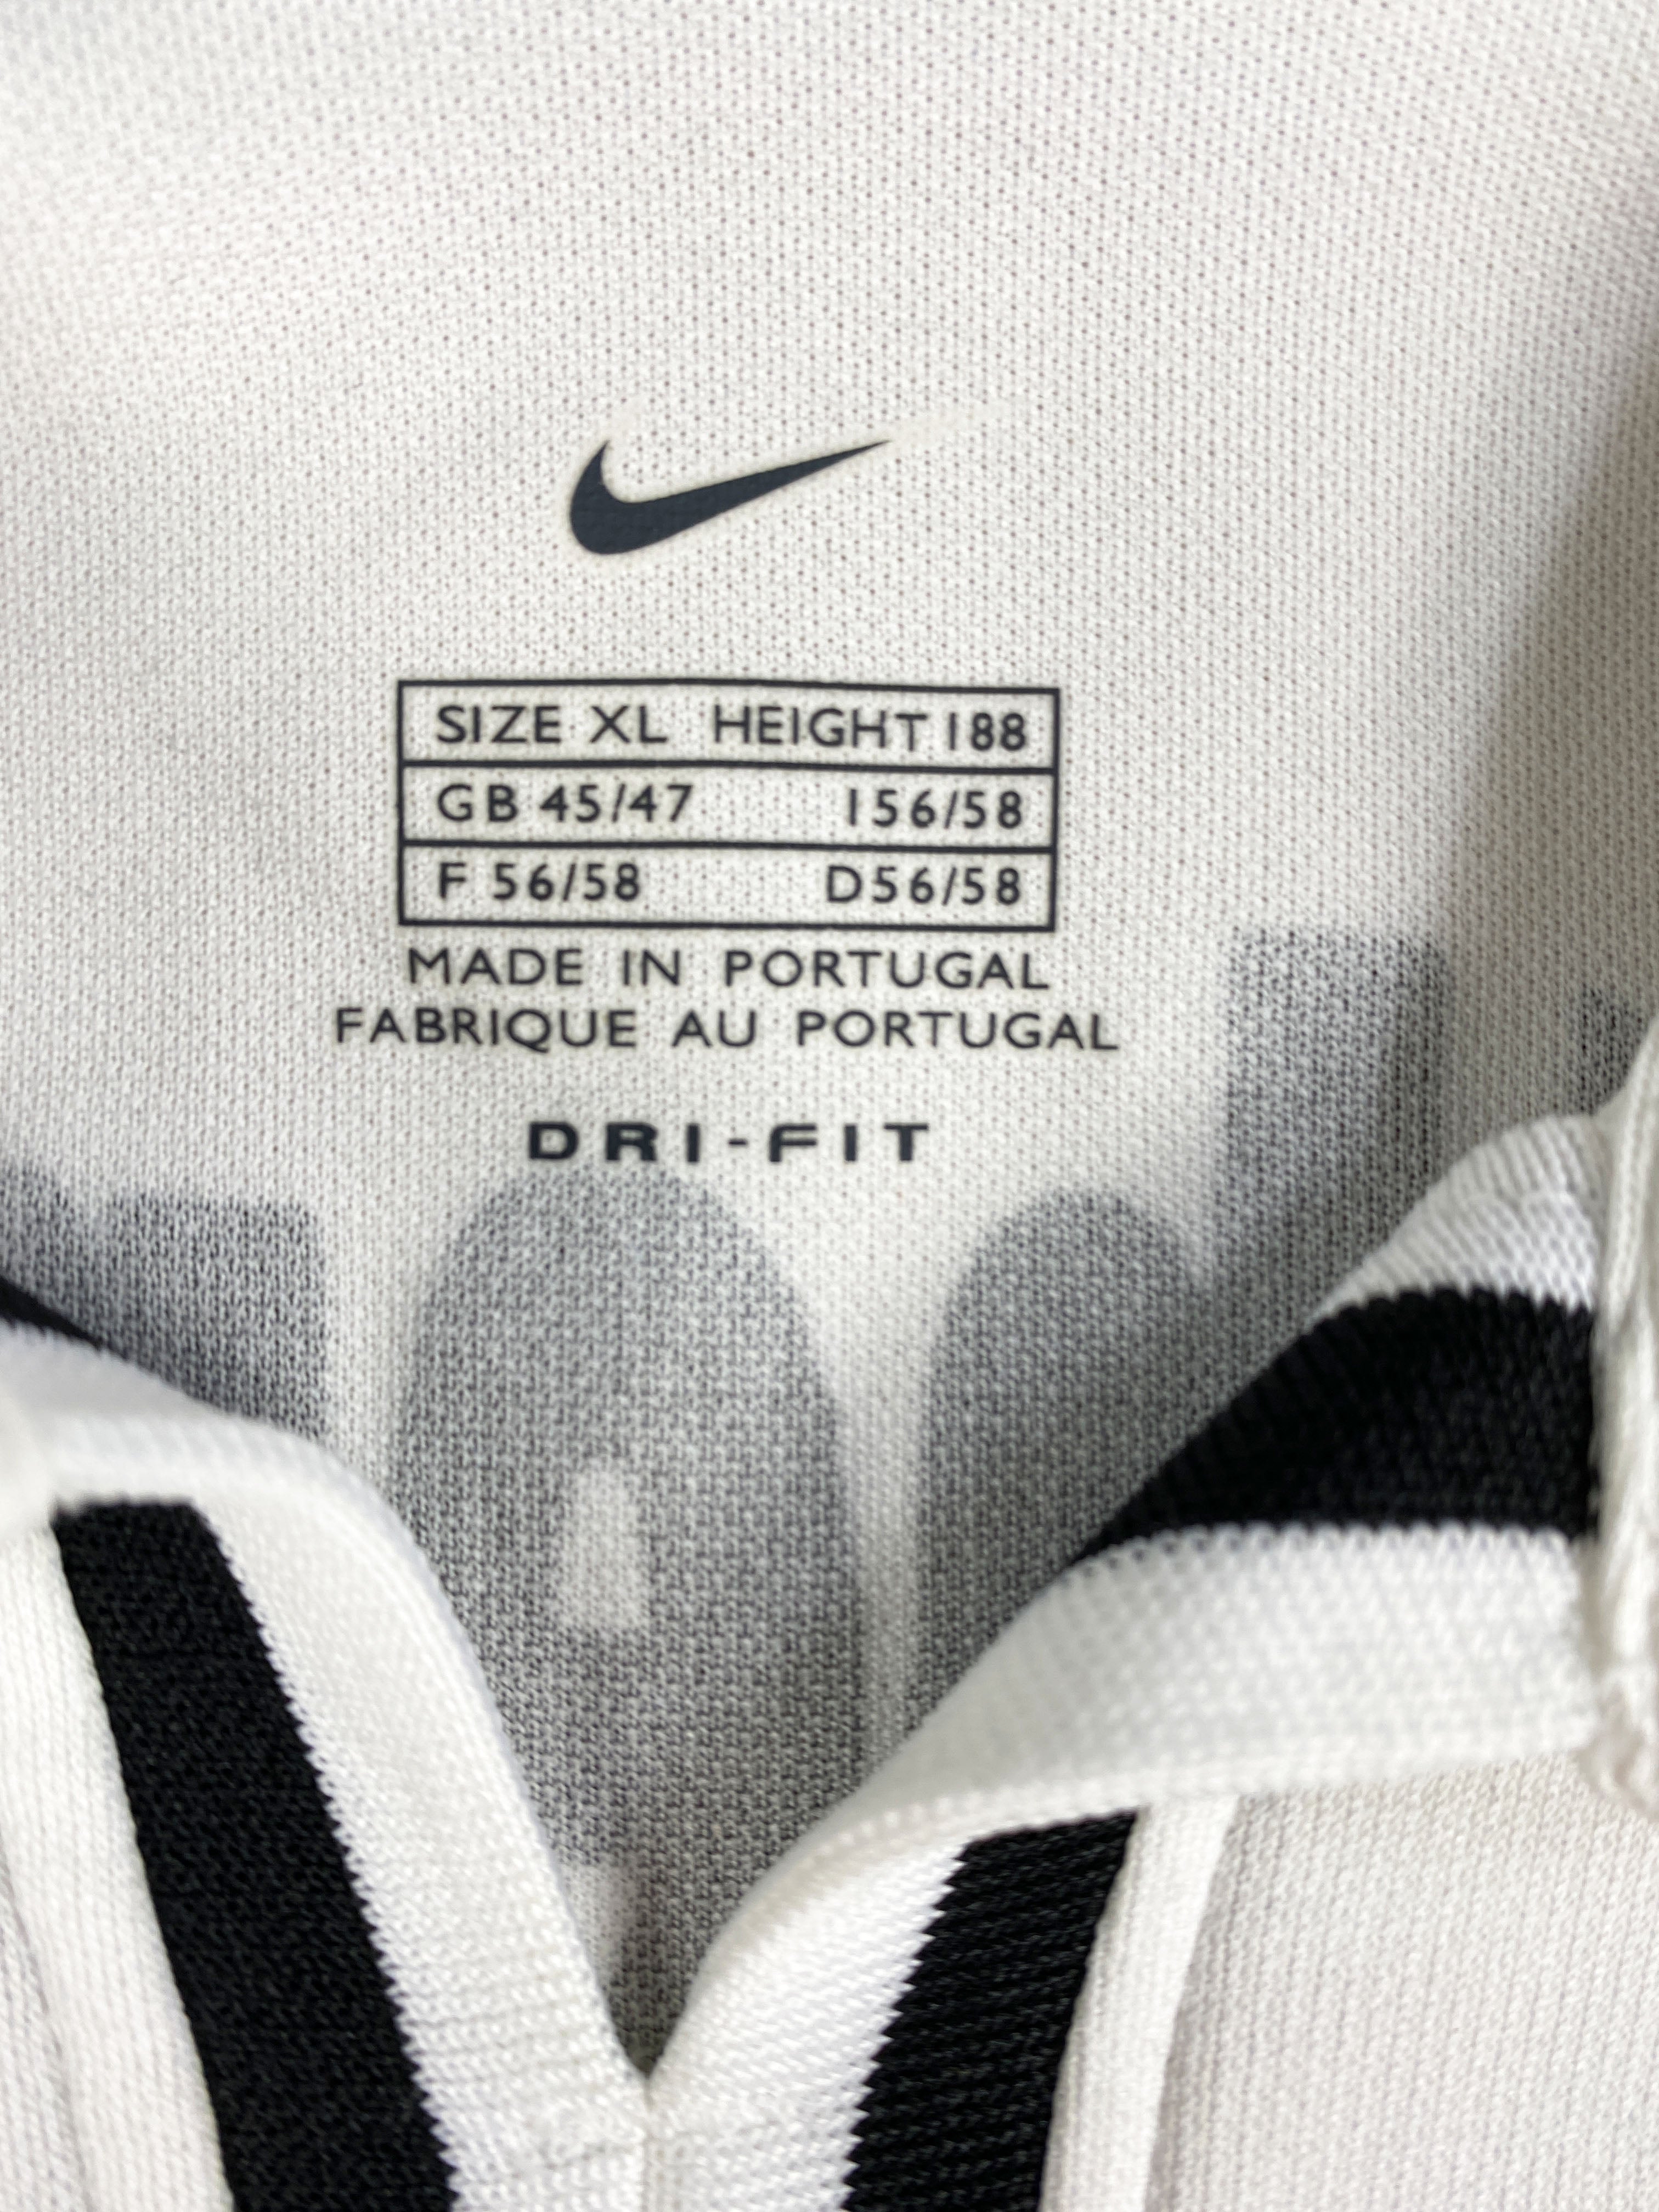 SIZE XL HEIGHT 188
GB 45/47 I 56/58
F 56/58 D56/58
MADE IN PORTUGAL
FABRIQUE AU PORTUGAL
DRI-FIT